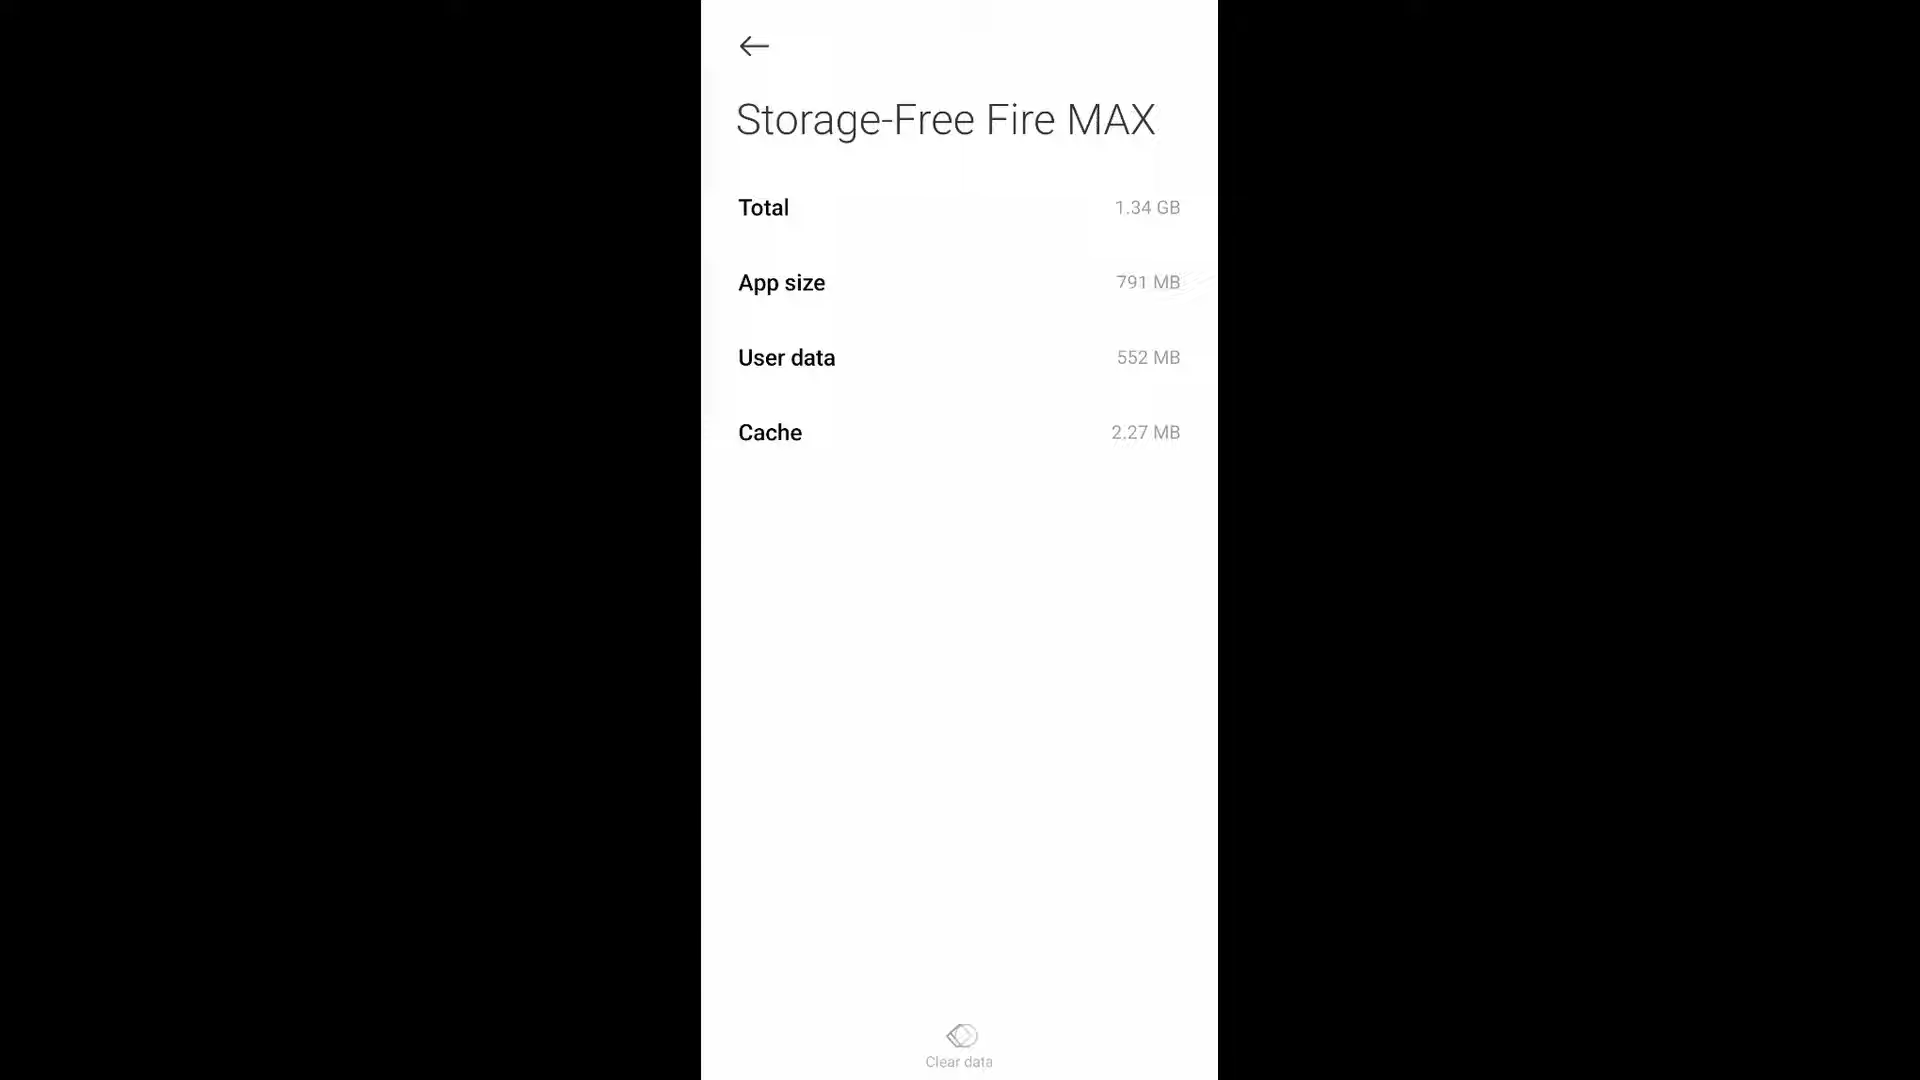 Storage-Free Fire MAX
Total 1.34 GB
App size 791 MB
User data 552 MB
Cache 2.27 MB
Clear data